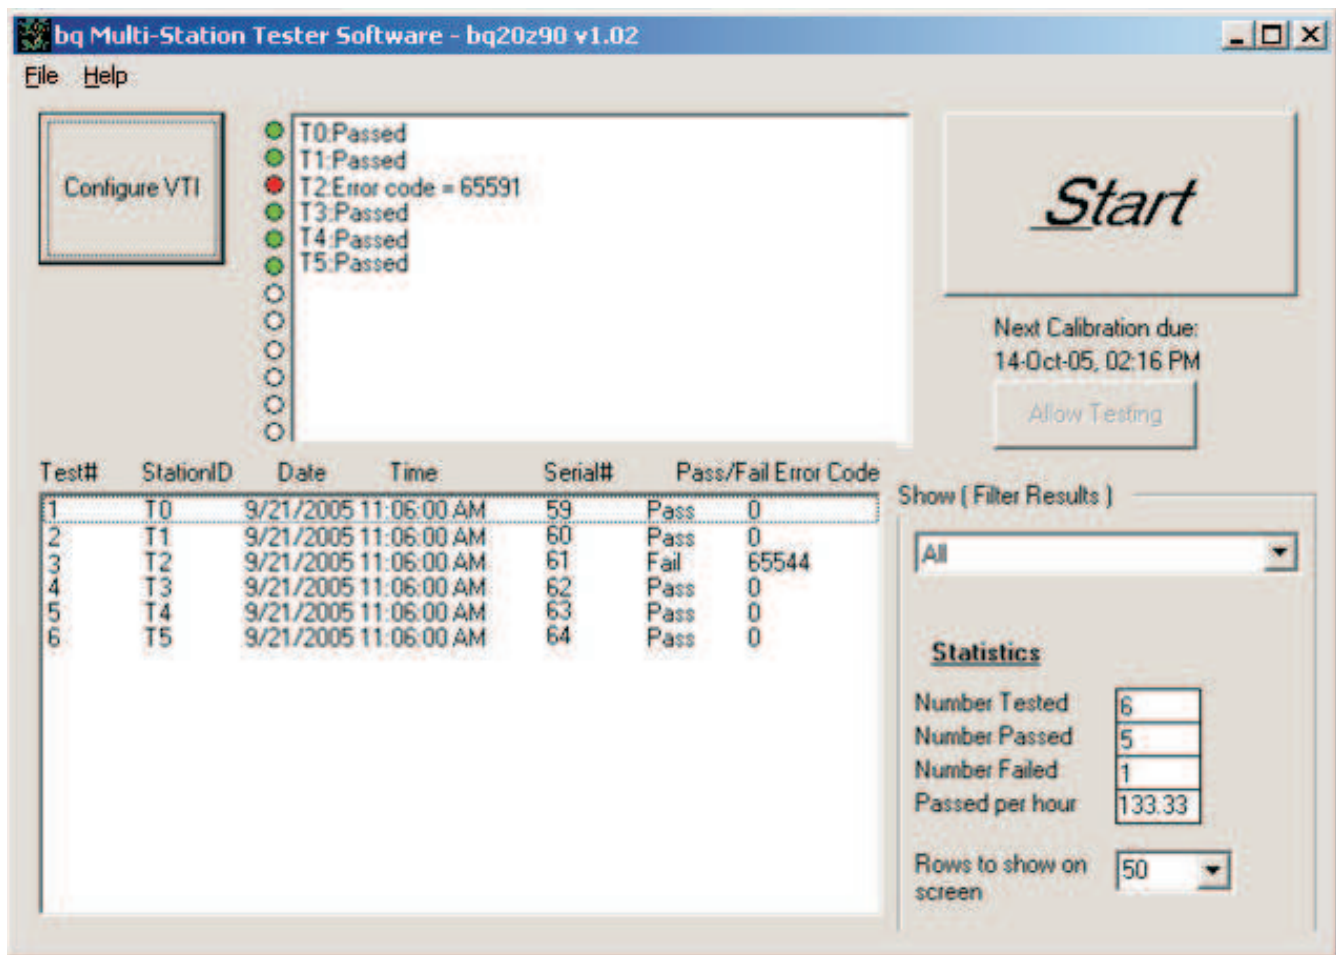 bq Multi-Station Tester Software - bq20z90 v1.02
File Help
Configure VTI
T0:Passed
T1:Passed
T2:Error code = 65591
T3:Passed
T4:Passed
T5:Passed
Start
Next Calibration due:
14-Oct-05, 02:16 PM
Allow Testing
Test# StationID Date Time Serial# Pass/Fail Error Code
1 T0 9/21/2005 11:06:00 AM 59 Pass 0
2 T1 9/21/2005 11:06:00 AM 60 Pass 0
3 T2 9/21/2005 11:06:00 AM 61 Fail 65544
4 T3 9/21/2005 11:06:00 AM 62 Pass 0
5 T4 9/21/2005 11:06:00 AM 63 Pass 0
6 T5 9/21/2005 11:06:00 AM 64 Pass 0
Show ( Filter Results )
All
Statistics
Number Tested 6
Number Passed 5
Number Failed 1
Passed per hour 133.33
Rows to show on 50
screen